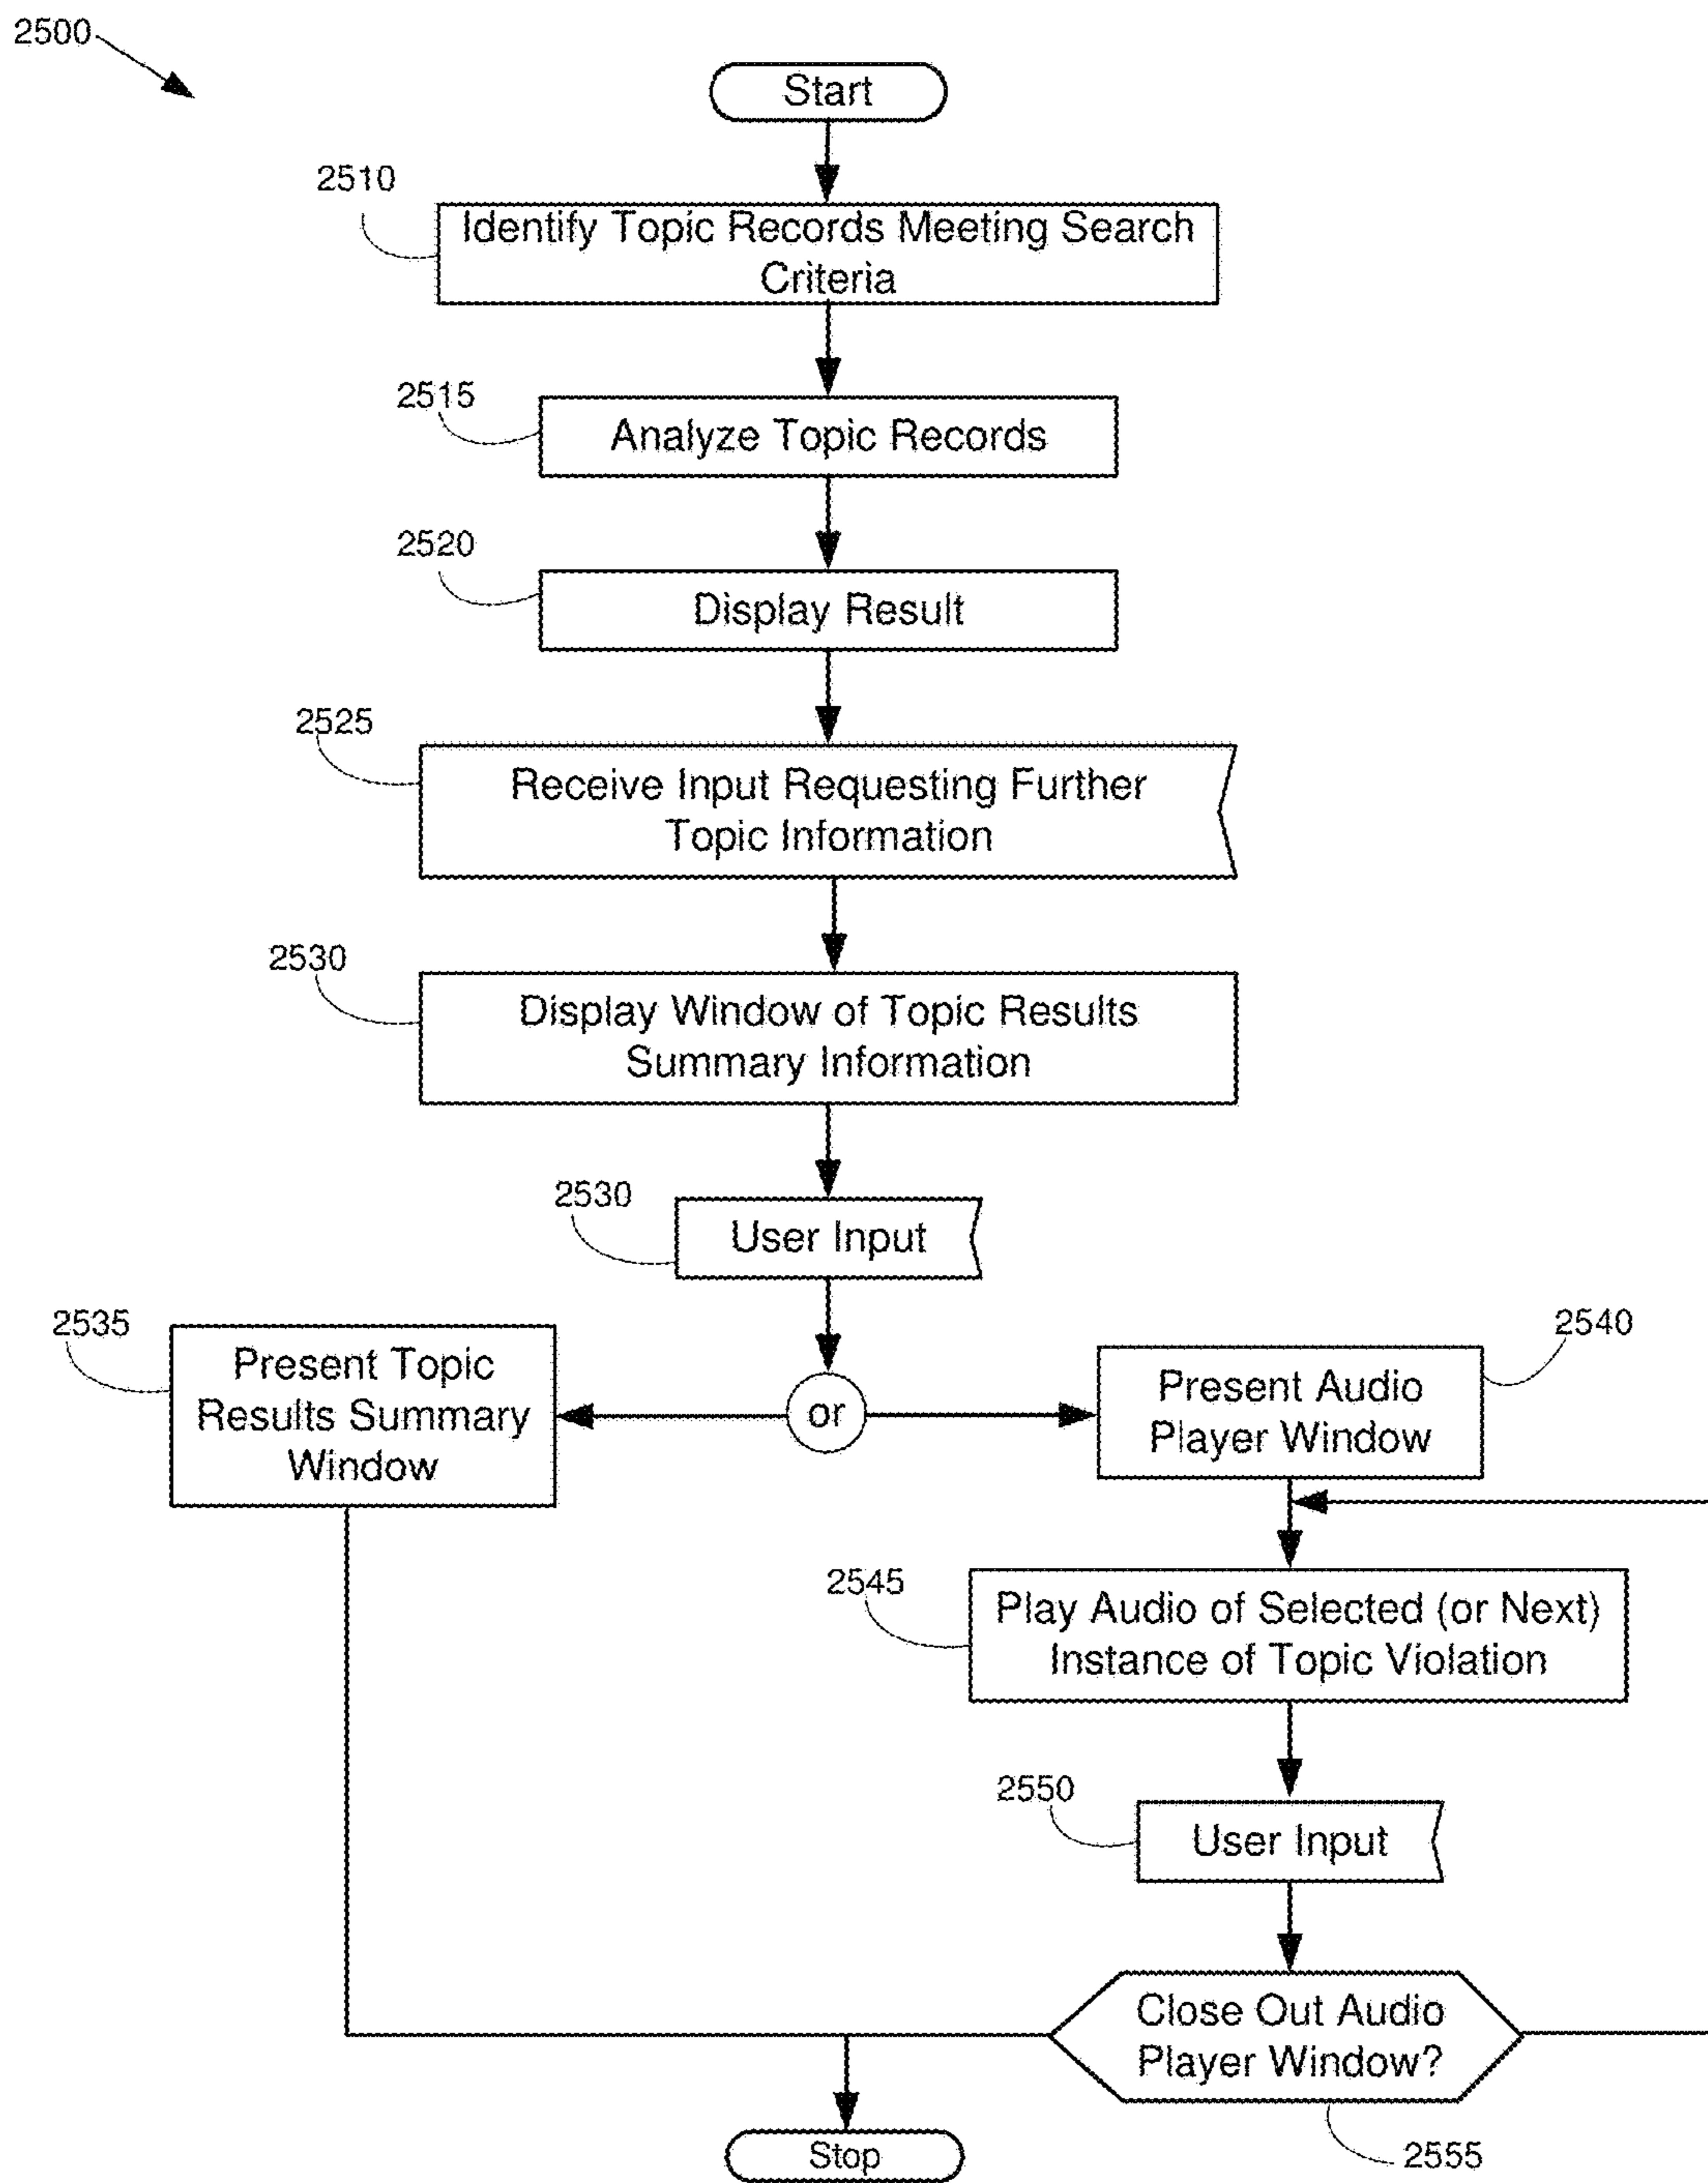 2500
Start
2510
Identify Topic Records Meeting Search
Criteria
2515
Analyze Topic Records
2520
Display Result
2525
Receive Input Requesting Further
Topic Information
2530
Display Window of Topic Results
Summary Information
2530
User Input
or
2535
Present Topic
Results Summary
Window
2540
Present Audio
Player Window
2545
Play Audio of Selected (or Next)
Instance of Topic Violation
2550
User Input
Close Out Audio
Player Window?
2555
Stop